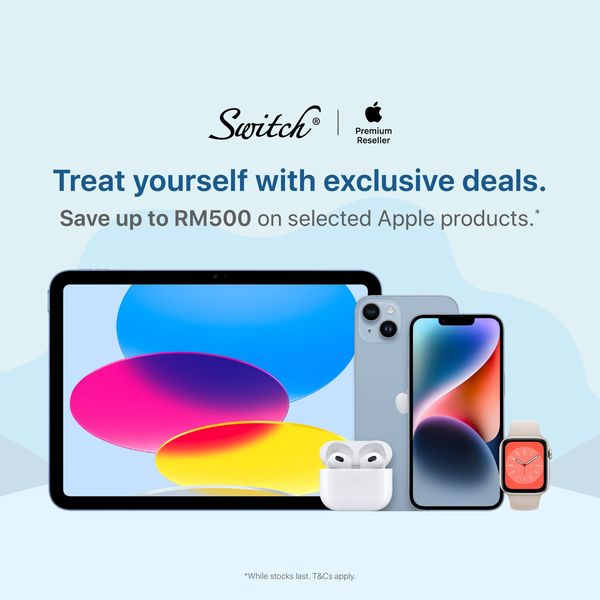 Switch®
Premium
Reseller
Treat yourself with exclusive deals.
Save up to RM500 on selected Apple products.*
*While stocks last. T&Cs apply.